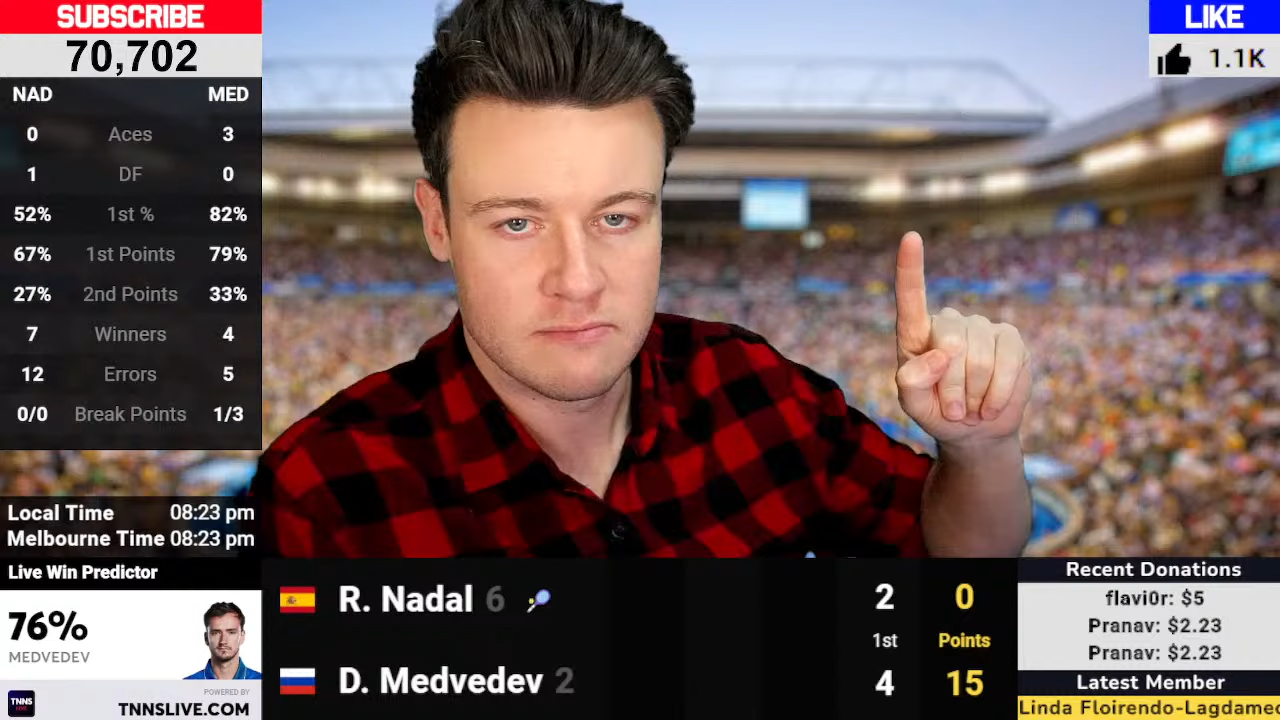 SUBSCRIBE
70,702
NAD MED
0 Aces 3
1 DF 0
52% 1st % 82%
67% 1st Points 79%
27% 2nd Points 33%
7 Winners 4
12 Errors 5
0/0 Break Points 1/3
Local Time 08:23 pm
Melbourne Time 08:23 pm
Live Win Predictor
76%
MEDVEDEV
POWERED BY
TNNS
LIVE
TNNSLIVE.COM
LIKE
1.1K
R. Nadal 6 2 0
1st Points
D. Medvedev 2 4 15
Recent Donations
flavi0r: $5
Pranav: $2.23
Pranav: $2.23
Latest Member
Linda Floirendo-Lagdameo